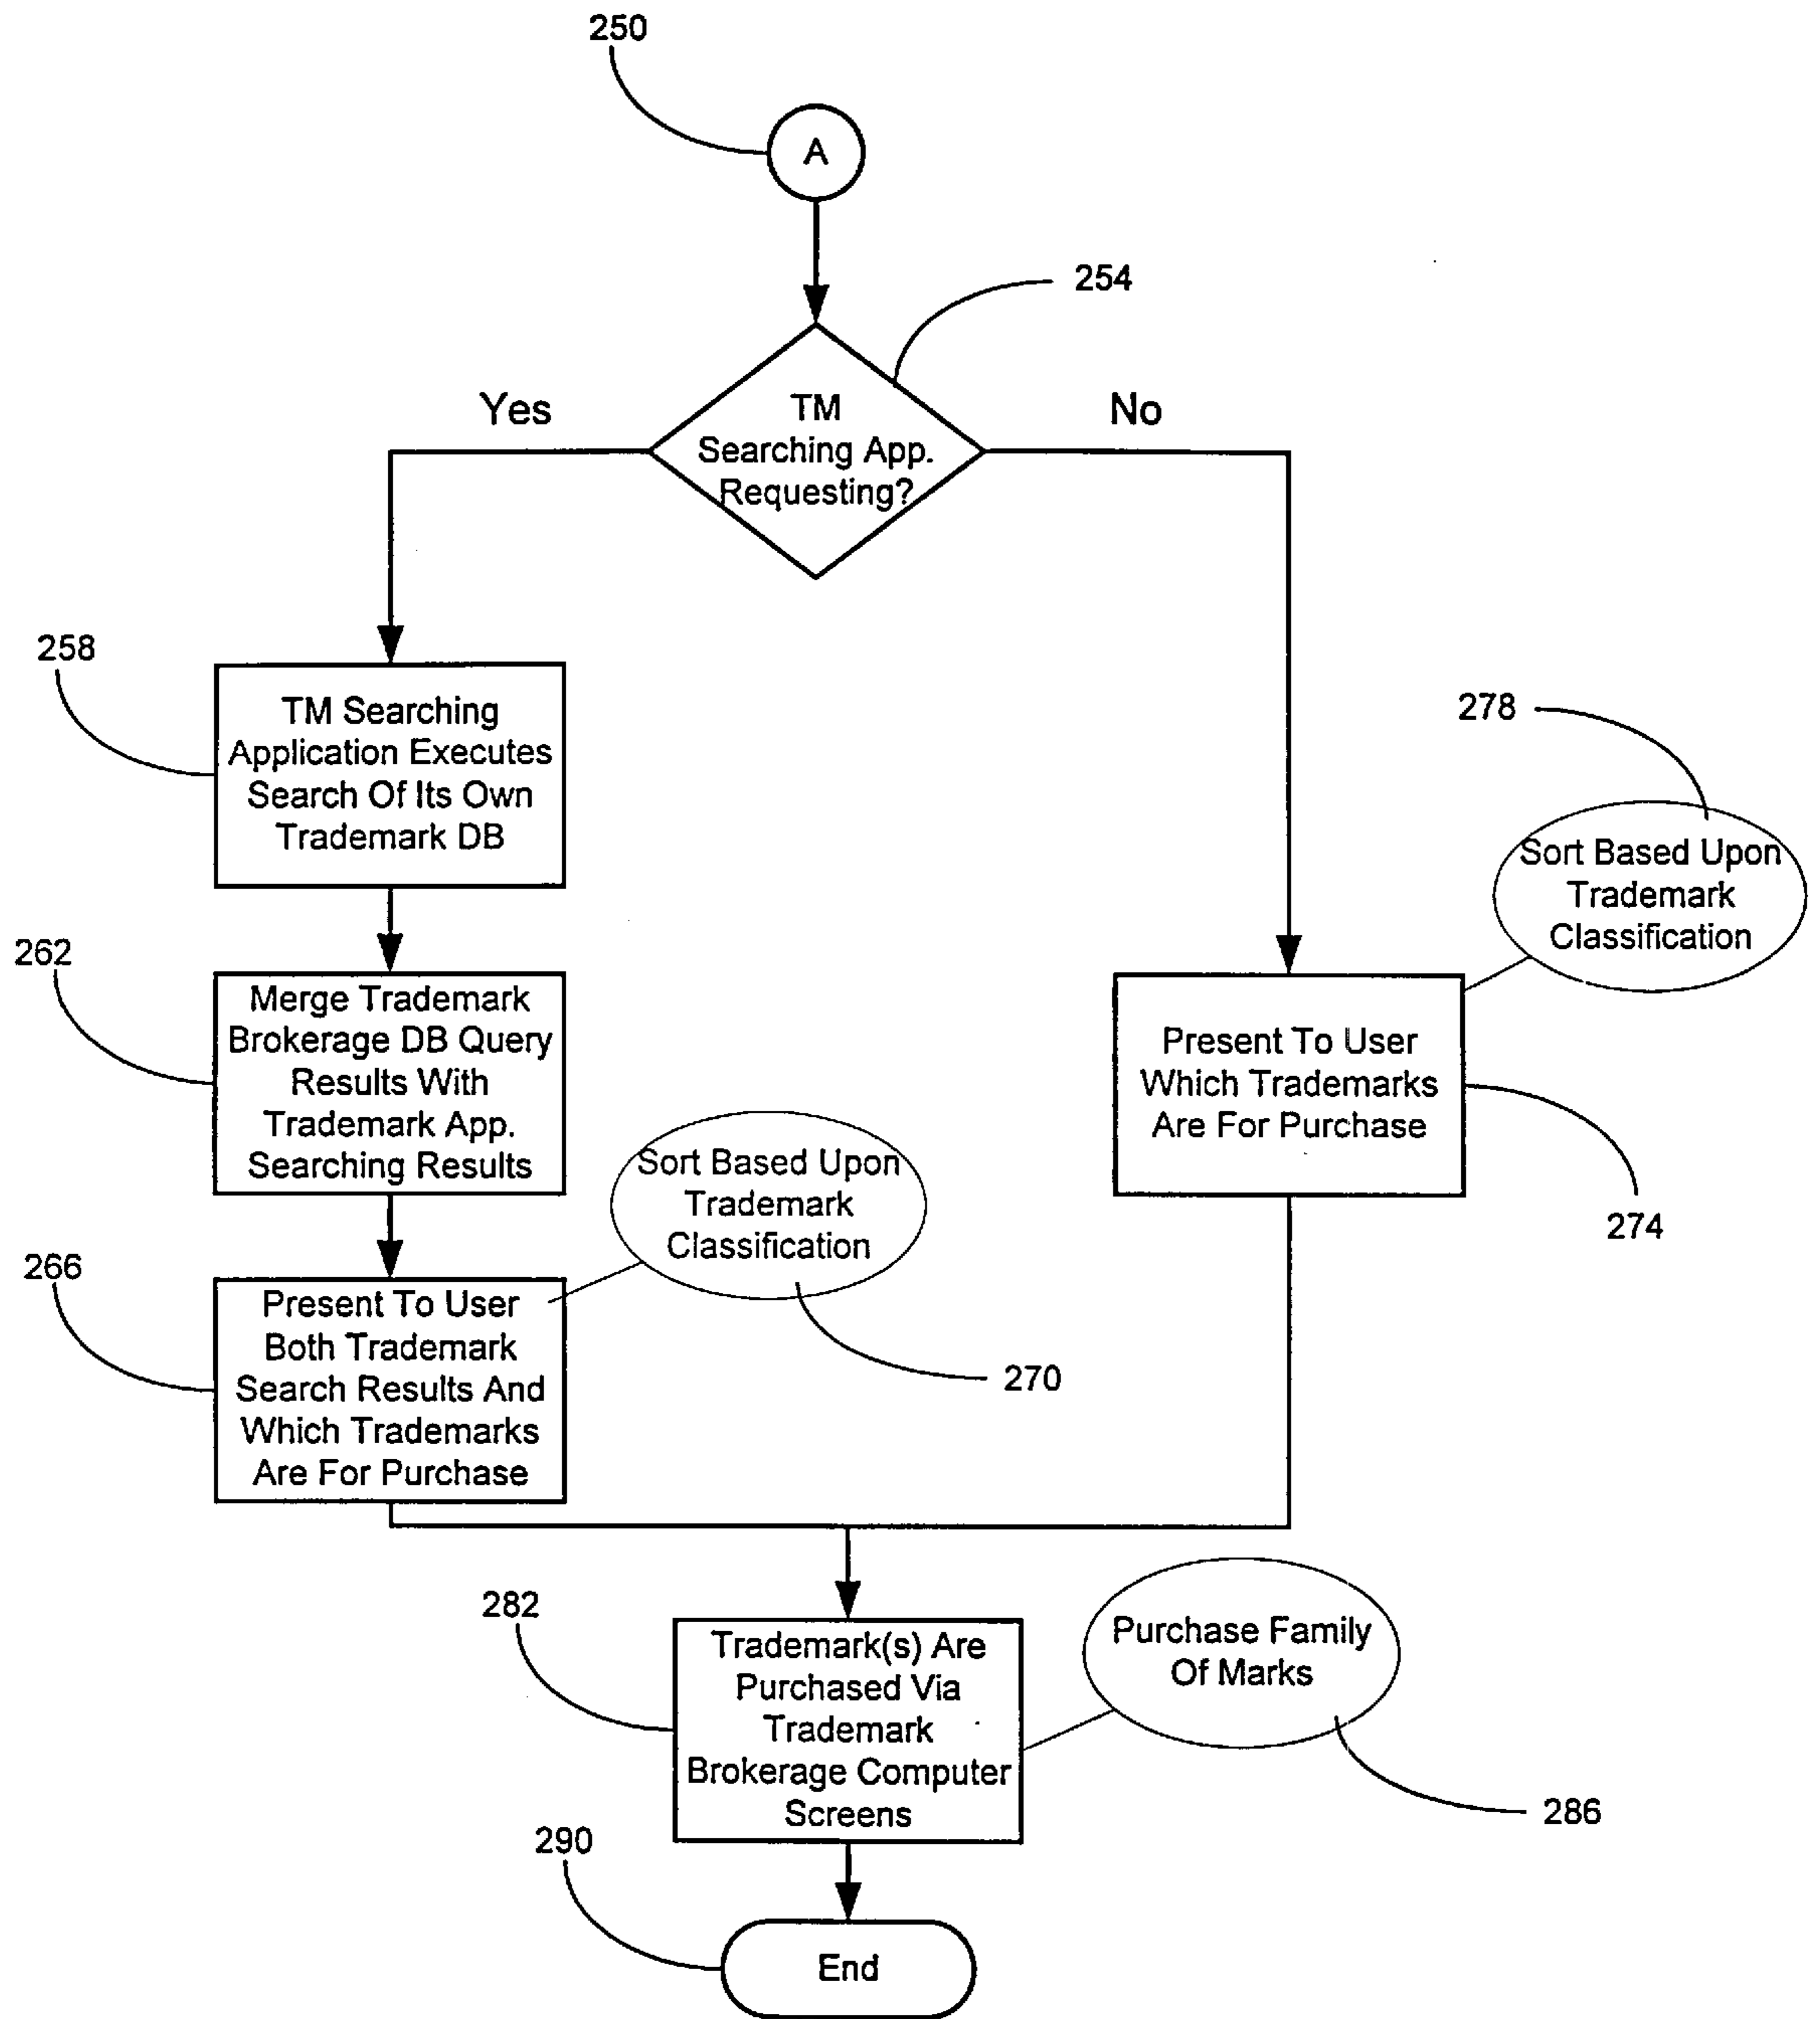 250
A
254
Yes
TM
Searching App.
Requesting?
No
258
TM Searching
Application Executes
Search Of Its Own
Trademark DB
278
Sort Based Upon
Trademark
Classification
262
Merge Trademark
Brokerage DB Query
Results With
Trademark App.
Searching Results
Present To User
Which Trademarks
Are For Purchase
274
Sort Based Upon
Trademark
Classification
270
266
Present To User
Both Trademark
Search Results And
Which Trademarks
Are For Purchase
282
Trademark(s) Are
Purchased Via
Trademark
Brokerage Computer
Screens
Purchase Family
Of Marks
286
290
End